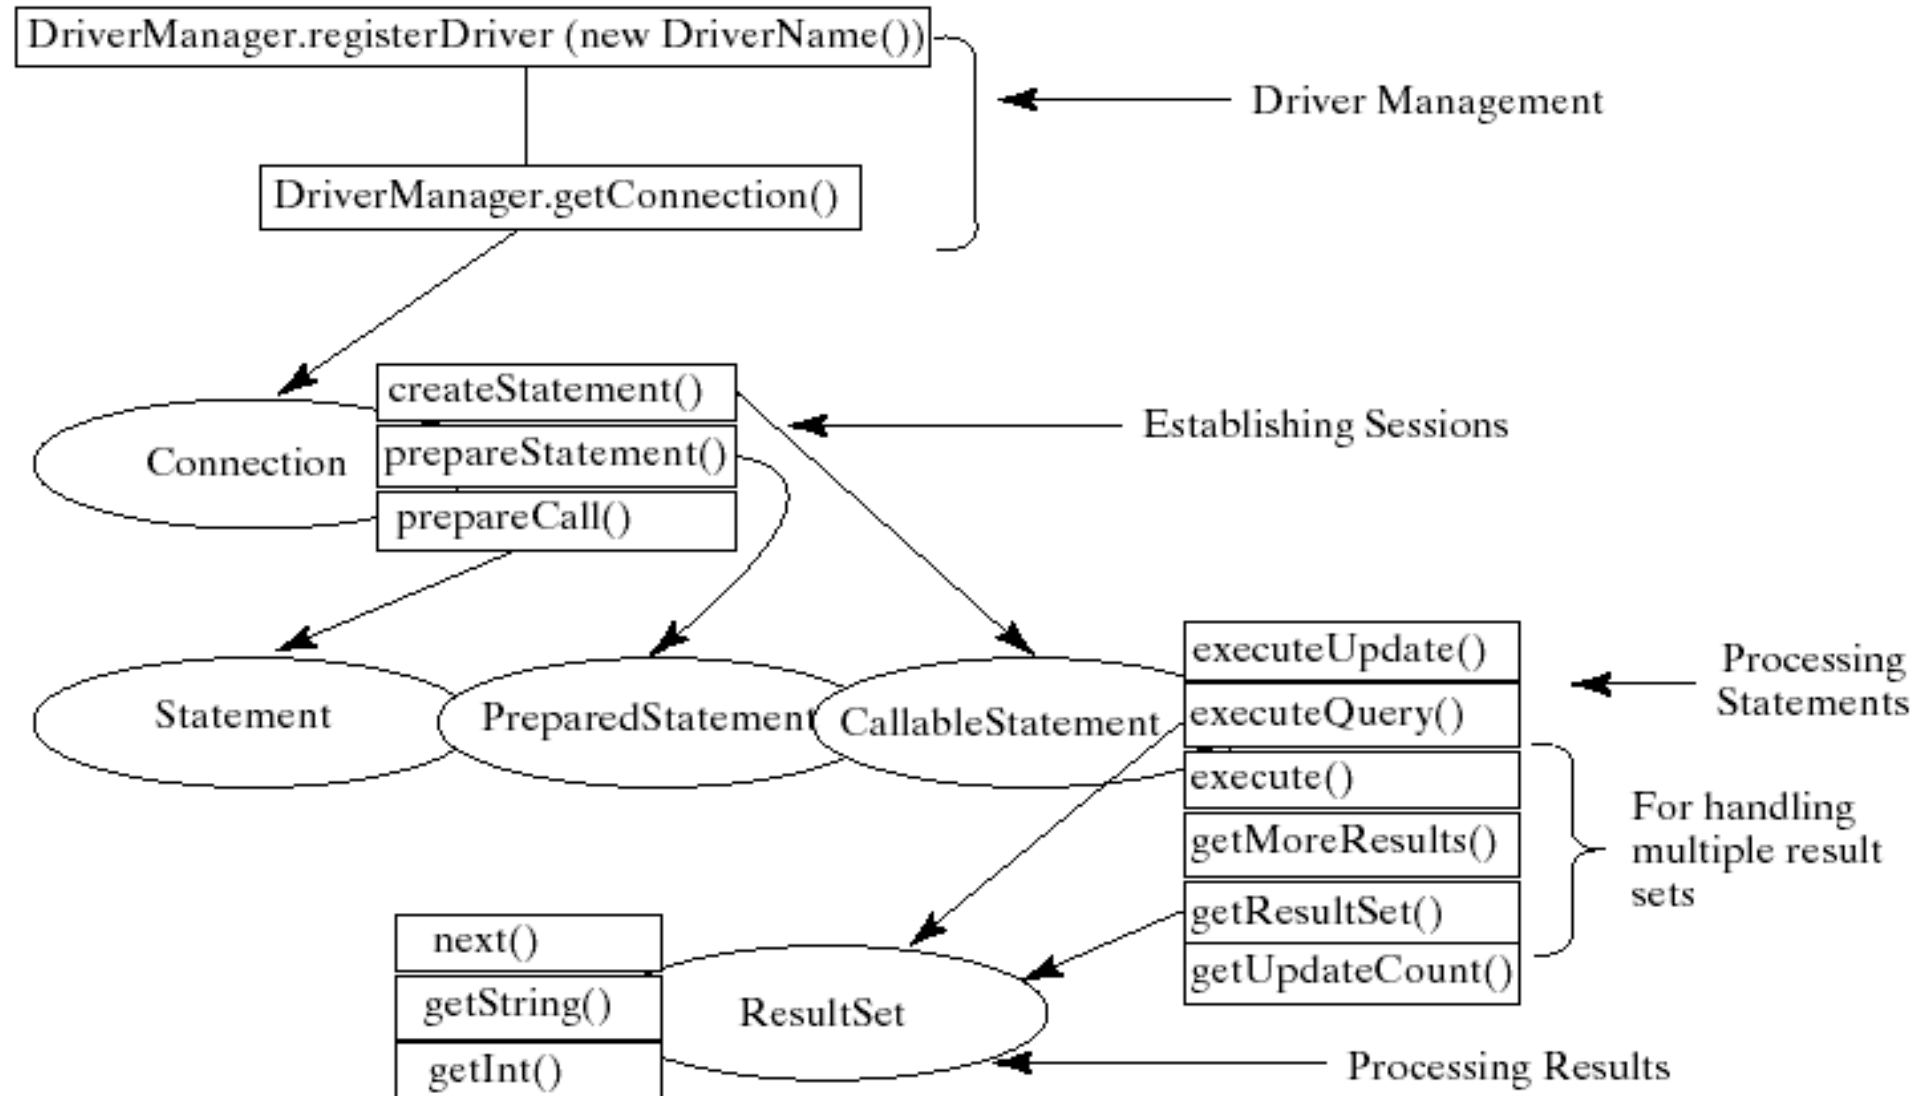 DriverManager.registerDriver (new DriverName())
Driver Management
DriverManager.getConnection()
createStatement()
Establishing Sessions
Connection
prepareStatement()
prepareCall()
Statement
PreparedStatement
CallableStatement
executeUpdate()
executeQuery()
execute()
getMoreResults()
getResultSet()
getUpdateCount()
Processing
Statements
For handling
multiple result
sets
next()
getString()
getInt()
ResultSet
Processing Results